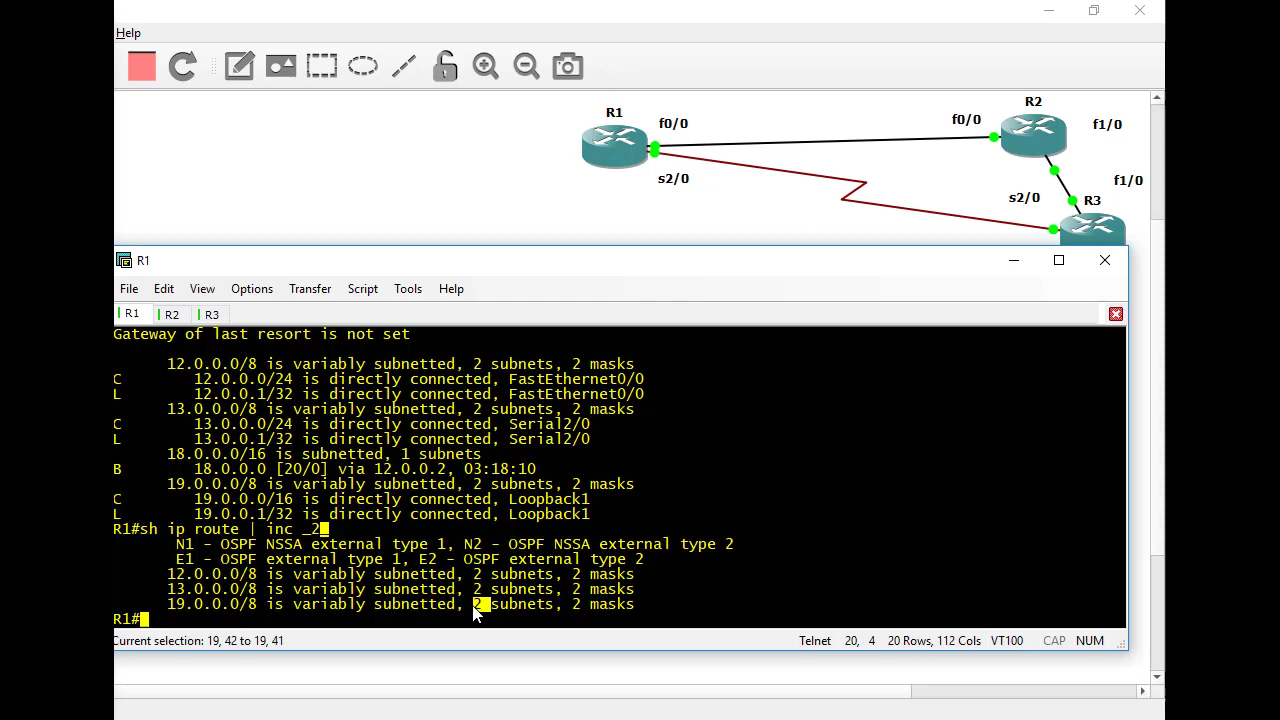 Help
R1
f0/0
f0/0
R2
f1/0
s2/0
s2/0
R3
f1/0
R1
File Edit View Options Transfer Script Tools Help
R1 R2 R3
Gateway of last resort is not set
12.0.0.0/8 is variably subnetted, 2 subnets, 2 masks
C 12.0.0.0/24 is directly connected, FastEthernet0/0
L 12.0.0.1/32 is directly connected, FastEthernet0/0
13.0.0.0/8 is variably subnetted, 2 subnets, 2 masks
C 13.0.0.0/24 is directly connected, Serial2/0
L 13.0.0.1/32 is directly connected, Serial2/0
18.0.0.0/16 is subnetted, 1 subnets
B 18.0.0.0 [20/0] via 12.0.0.2, 03:18:10
19.0.0.0/8 is variably subnetted, 2 subnets, 2 masks
C 19.0.0.0/16 is directly connected, Loopback1
L 19.0.0.1/32 is directly connected, Loopback1
R1#sh ip route | inc _2_
N1 - OSPF NSSA external type 1, N2 - OSPF NSSA external type 2
E1 - OSPF external type 1, E2 - OSPF external type 2
12.0.0.0/8 is variably subnetted, 2 subnets, 2 masks
13.0.0.0/8 is variably subnetted, 2 subnets, 2 masks
19.0.0.0/8 is variably subnetted, 2 subnets, 2 masks
R1#
Current selection: 19, 42 to 19, 41 Telnet 20, 4 20 Rows, 112 Cols VT100 CAP NUM